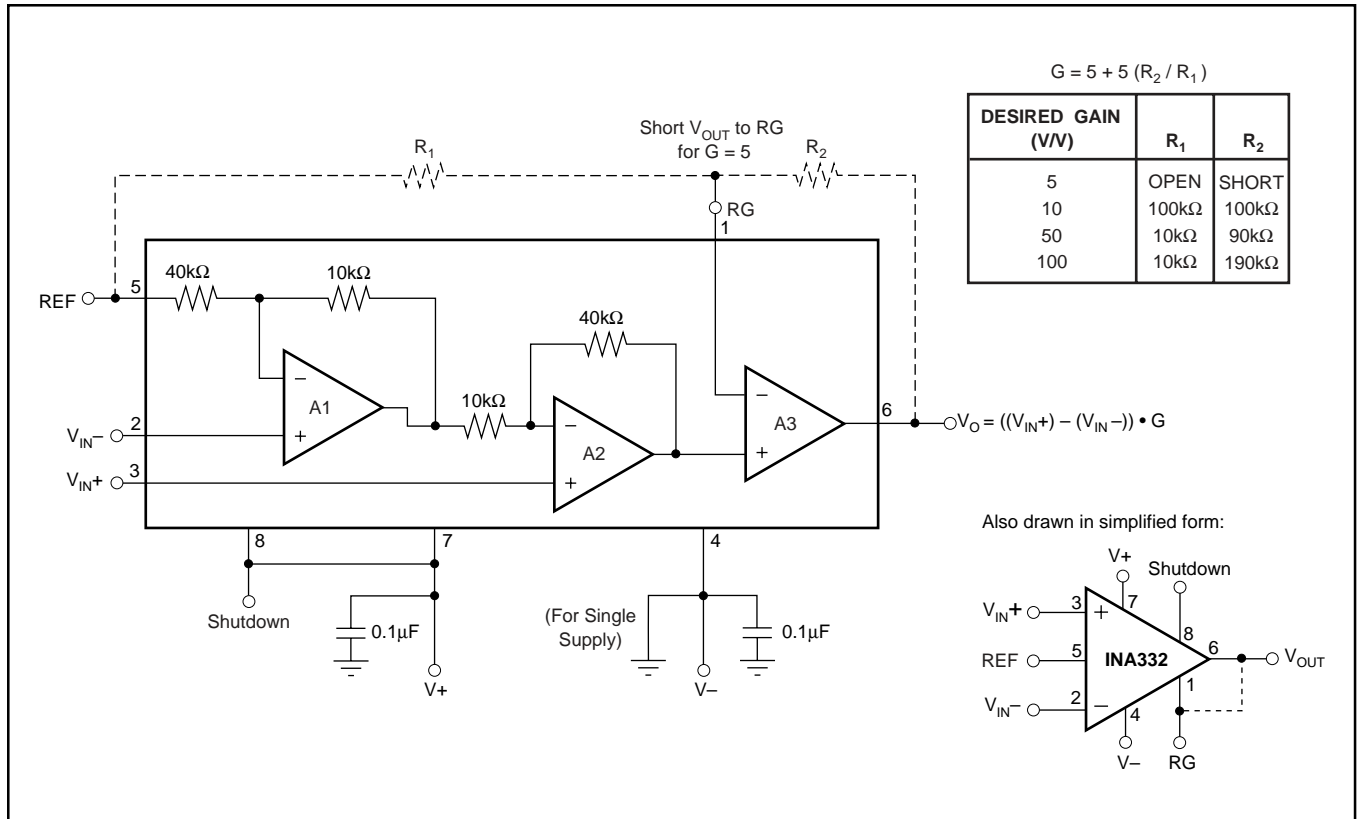 G = 5 + 5 (R2 / R1)
DESIRED GAIN (V/V) R1 R2
5 OPEN SHORT
10 100kΩ 100kΩ
50 10kΩ 90kΩ
100 10kΩ 190kΩ
Short VOUT to RG
for G = 5
R1
R2
RG
1
40kΩ
10kΩ
REF
5
40kΩ
A1
−
+
10kΩ
A2
−
+
A3
−
+
6
VO = ((VIN+) − (VIN−)) • G
VIN−
2
VIN+
3
8
7
4
Shutdown
0.1µF
V+
(For Single
Supply)
0.1µF
V−
Also drawn in simplified form:
V+
Shutdown
VIN+
3
+
7
8
REF
5
INA332
6
VOUT
VIN−
2
−
4
1
V−
RG